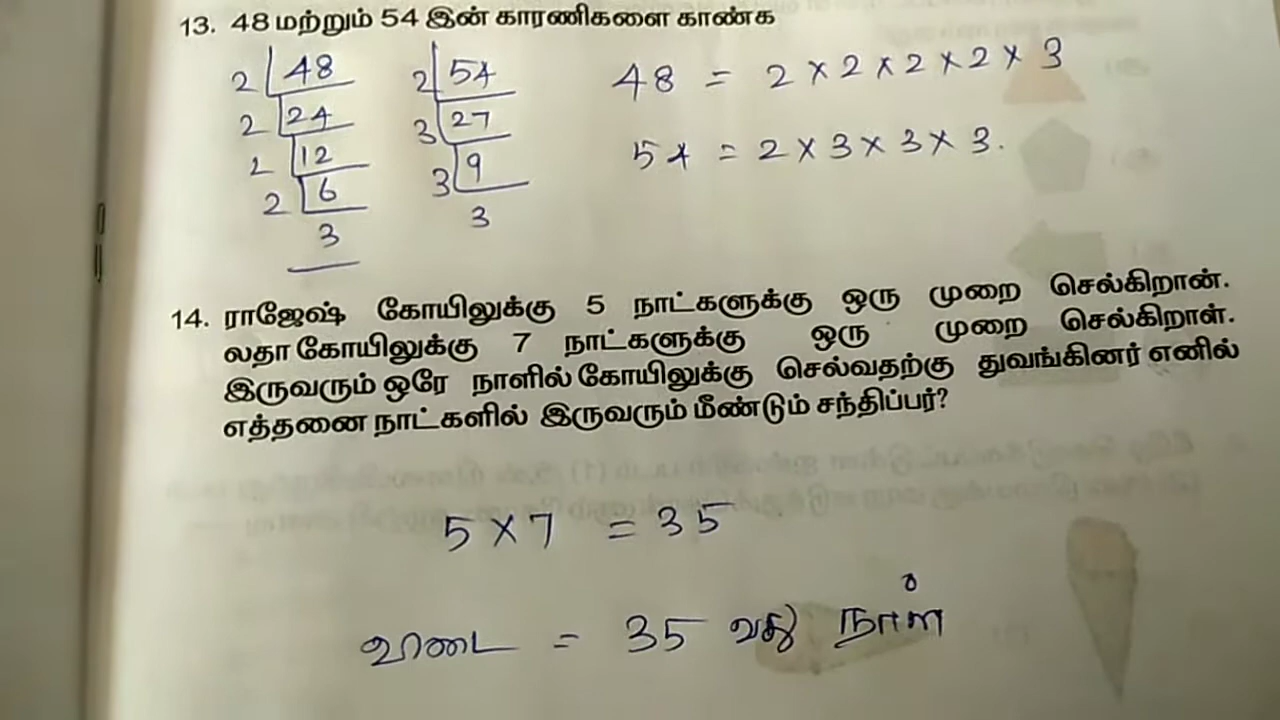 13. 48 மற்றும் 54 இன் காரணிகளை காண்க
2 48
2 24
2 12
2 6
3
2 54
3 27
3 9
3
48 = 2 × 2 × 2 × 2 × 3
54 = 2 × 3 × 3 × 3.
14. ராஜேஷ் கோயிலுக்கு 5 நாட்களுக்கு ஒரு முறை செல்கிறான்.
லதா கோயிலுக்கு 7 நாட்களுக்கு ஒரு முறை செல்கிறாள்.
இருவரும் ஒரே நாளில் கோயிலுக்கு செல்வதற்கு துவங்கினர் எனில்
எத்தனை நாட்களில் இருவரும் மீண்டும் சந்திப்பர்?
5 × 7 = 35
விடை = 35 வது நாள்